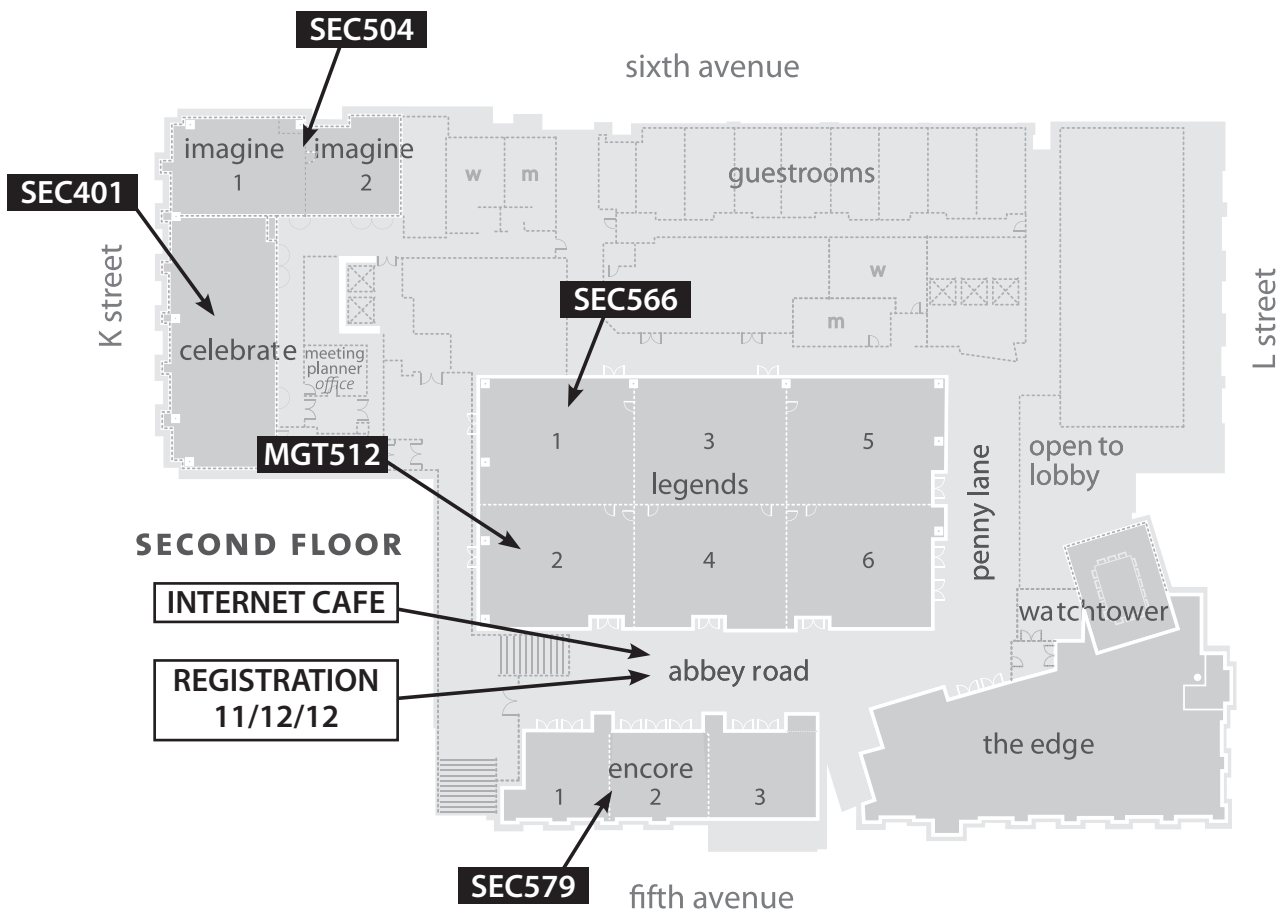 SEC504
sixth avenue
imagine
1
imagine
2
w
m
guestrooms
SEC401
K street
w
m
SEC566
L street
celebrate
meeting
planner
office
1
3
5
MGT512
legends
penny lane
open to
lobby
SECOND FLOOR
2
4
6
INTERNET CAFE
watchtower
REGISTRATION
11/12/12
abbey road
the edge
encore
1
2
3
SEC579
fifth avenue